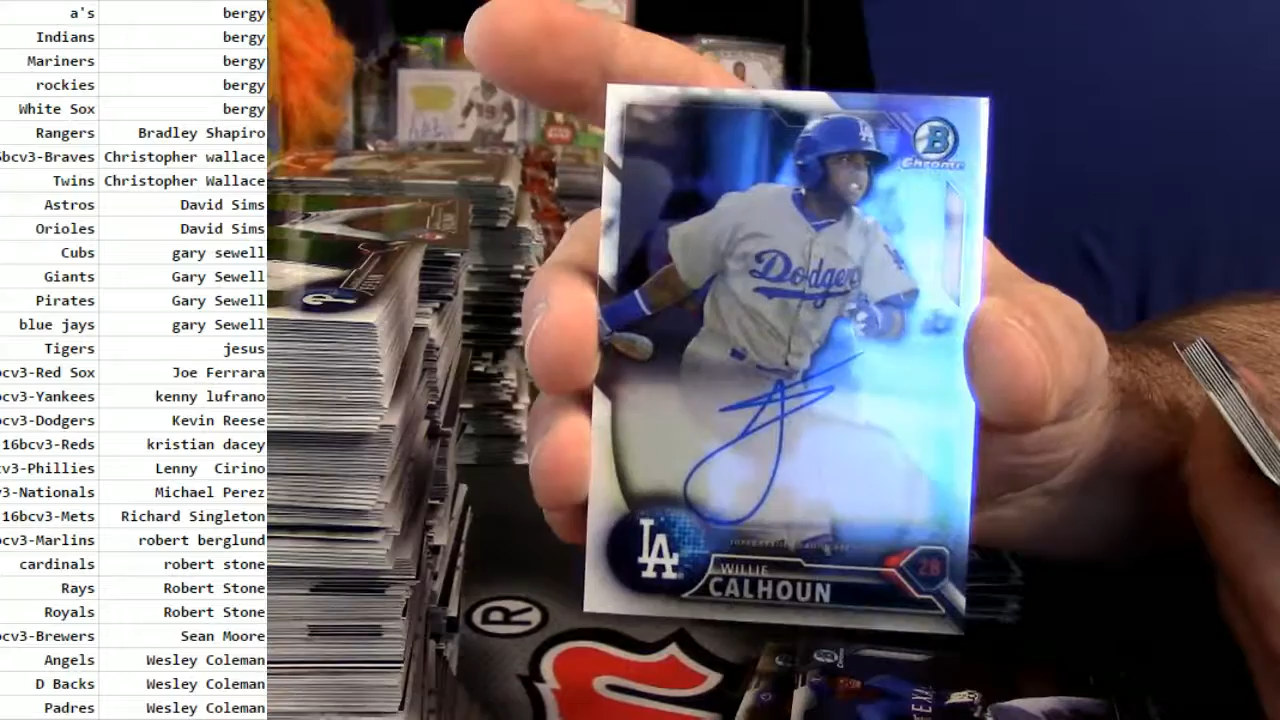 a's bergy
Indians bergy
Mariners bergy
rockies bergy
White Sox bergy
Rangers Bradley Shapiro
bcv3-Braves Christopher wallace
Twins Christopher Wallace
Astros David Sims
Orioles David Sims
Cubs gary sewell
Giants Gary Sewell
Pirates Gary Sewell
blue jays gary Sewell
Tigers jesus
cv3-Red Sox Joe Ferrara
cv3-Yankees kenny lufrano
cv3-Dodgers Kevin Reese
16bcv3-Reds kristian dacey
v3-Phillies Lenny Cirino
3-Nationals Michael Perez
16bcv3-Mets Richard Singleton
cv3-Marlins robert berglund
cardinals robert stone
Rays Robert Stone
Royals Robert Stone
cv3-Brewers Sean Moore
Angels Wesley Coleman
D Backs Wesley Coleman
Padres Wesley Coleman
B
Chrome
LA
Dodgers
LA
WILLIE
CALHOUN
2B
®